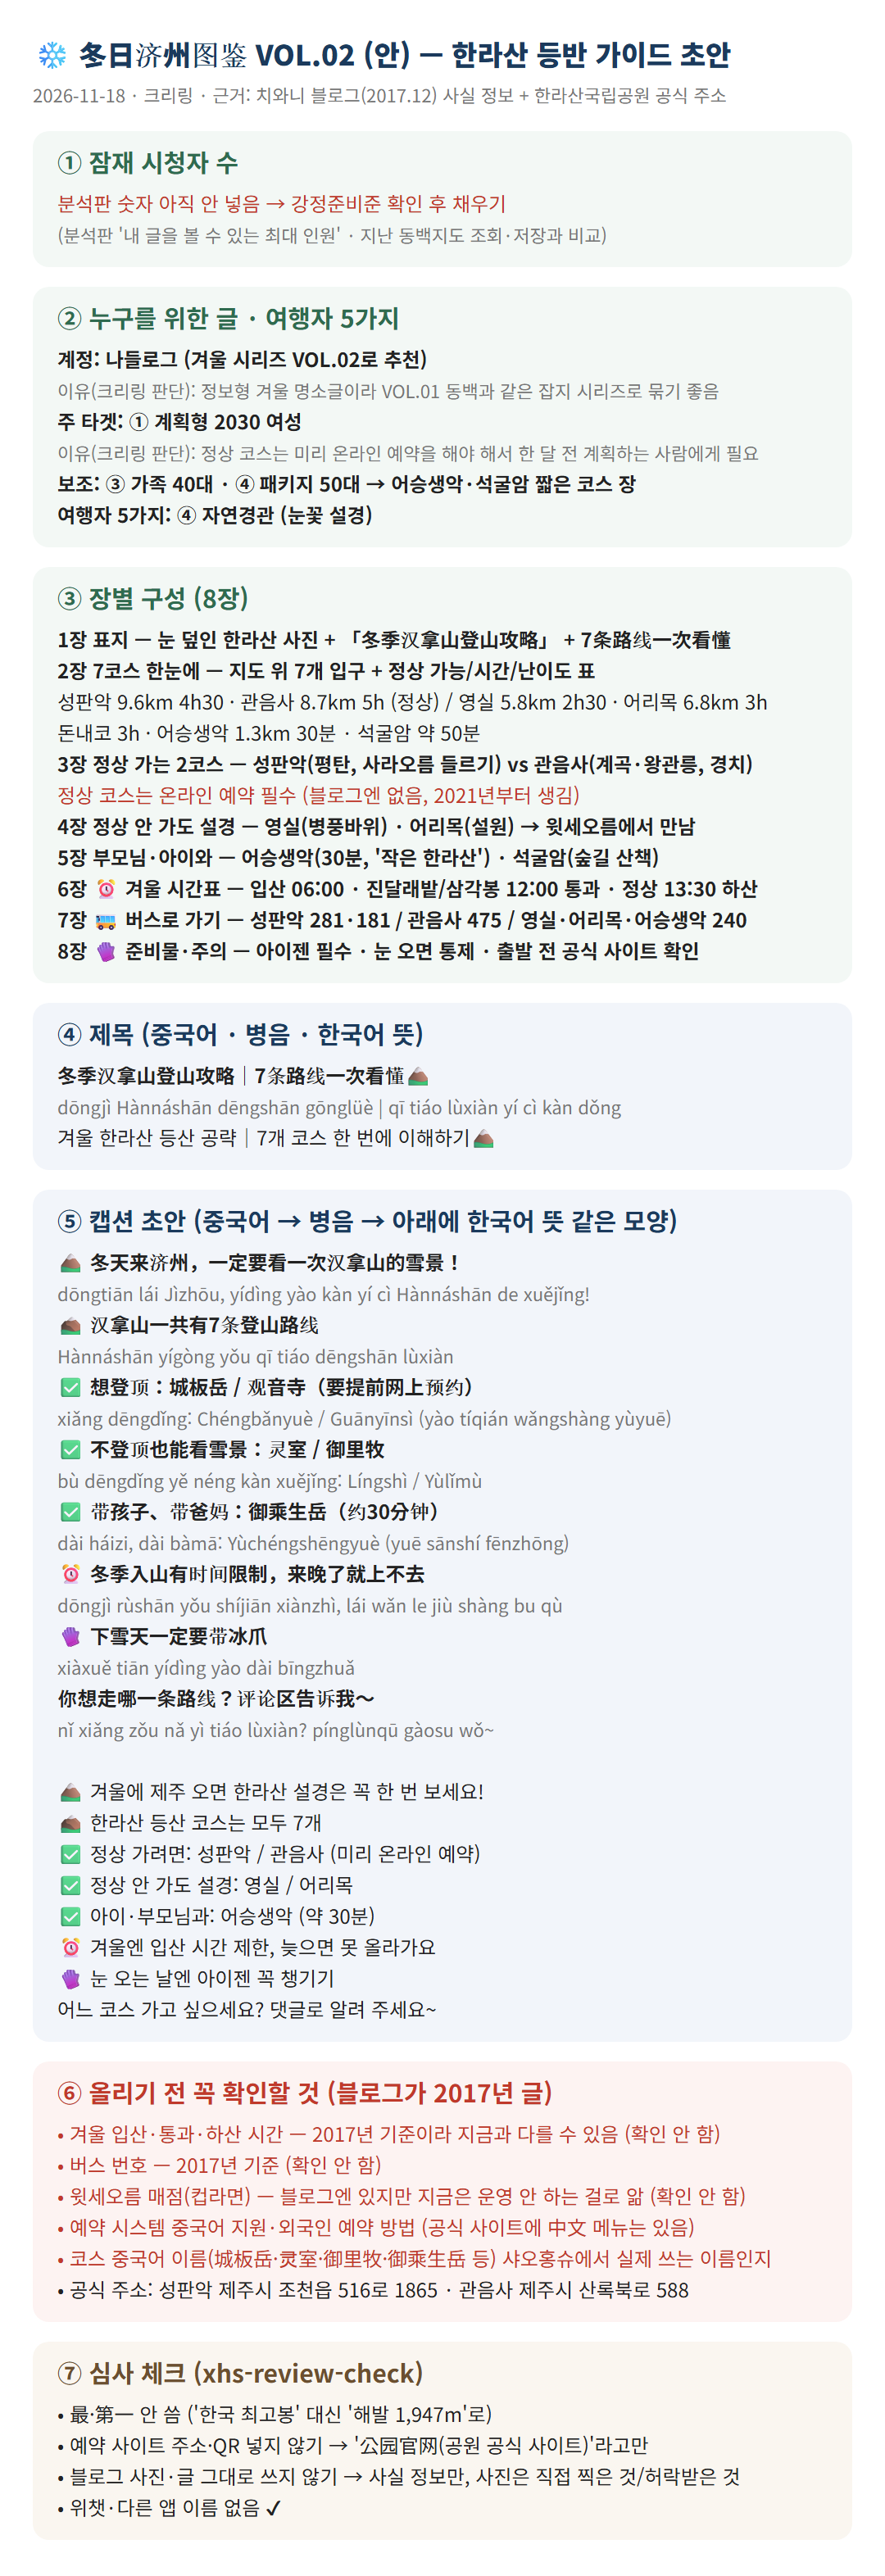 ❄️ 冬日济州图鉴 VOL.02 (안) — 한라산 등반 가이드 초안
2026-11-18 · 크리링 · 근거: 치와니 블로그(2017.12) 사실 정보 + 한라산국립공원 공식 주소
① 잠재 시청자 수
분석판 숫자 아직 안 넣음 → 강정준비준 확인 후 채우기
(분석판 '내 글을 볼 수 있는 최대 인원' · 지난 동백지도 조회·저장과 비교)
② 누구를 위한 글 · 여행자 5가지
계정: 나들로그 (겨울 시리즈 VOL.02로 추천)
이유(크리링 판단): 정보형 겨울 명소글이라 VOL.01 동백과 같은 잡지 시리즈로 묶기 좋음
주 타겟: ① 계획형 2030 여성
이유(크리링 판단): 정상 코스는 미리 온라인 예약을 해야 해서 한 달 전 계획하는 사람에게 필요
보조: ③ 가족 40대 · ④ 패키지 50대 → 어승생악·석굴암 짧은 코스 장
여행자 5가지: ④ 자연경관 (눈꽃 설경)
③ 장별 구성 (8장)
1장 표지 — 눈 덮인 한라산 사진 + 「冬季汉拿山登山攻略」 + 7条路线一次看懂
2장 7코스 한눈에 — 지도 위 7개 입구 + 정상 가능/시간/난이도 표
성판악 9.6km 4h30 · 관음사 8.7km 5h (정상) / 영실 5.8km 2h30 · 어리목 6.8km 3h
돈내코 3h · 어승생악 1.3km 30분 · 석굴암 약 50분
3장 정상 가는 2코스 — 성판악(평탄, 사라오름 들르기) vs 관음사(계곡·왕관릉, 경치)
정상 코스는 온라인 예약 필수 (블로그엔 없음, 2021년부터 생김)
4장 정상 안 가도 설경 — 영실(병풍바위) · 어리목(설원) → 윗세오름에서 만남
5장 부모님·아이와 — 어승생악(30분, '작은 한라산') · 석굴암(숲길 산책)
6장 ⏰ 겨울 시간표 — 입산 06:00 · 진달래밭/삼각봉 12:00 통과 · 정상 13:30 하산
7장 🚌 버스로 가기 — 성판악 281·181 / 관음사 475 / 영실·어리목·어승생악 240
8장 🧤 준비물·주의 — 아이젠 필수 · 눈 오면 통제 · 출발 전 공식 사이트 확인
④ 제목 (중국어 · 병음 · 한국어 뜻)
冬季汉拿山登山攻略｜7条路线一次看懂⛰️
dōngjì Hànnáshān dēngshān gōnglüè | qī tiáo lùxiàn yí cì kàn dǒng
겨울 한라산 등산 공략｜7개 코스 한 번에 이해하기⛰️
⑤ 캡션 초안 (중국어 → 병음 → 아래에 한국어 뜻 같은 모양)
🏔️ 冬天来济州，一定要看一次汉拿山的雪景！
dōngtiān lái Jìzhōu, yídìng yào kàn yí cì Hànnáshān de xuějǐng!
⛰️ 汉拿山一共有7条登山路线
Hànnáshān yígòng yǒu qī tiáo dēngshān lùxiàn
✅ 想登顶：城板岳 / 观音寺（要提前网上预约）
xiǎng dēngdǐng: Chéngbǎnyuè / Guānyīnsì (yào tíqián wǎngshàng yùyuē)
✅ 不登顶也能看雪景：灵室 / 御里牧
bù dēngdǐng yě néng kàn xuějǐng: Língshì / Yùlǐmù
✅ 带孩子、带爸妈：御乘生岳（约30分钟）
dài háizi, dài bàmā: Yùchéngshēngyuè (yuē sānshí fēnzhōng)
⏰ 冬季入山有时间限制，来晚了就上不去
dōngjì rùshān yǒu shíjiān xiànzhì, lái wǎn le jiù shàng bu qù
🧤 下雪天一定要带冰爪
xiàxuě tiān yídìng yào dài bīngzhuǎ
你想走哪一条路线？评论区告诉我～
nǐ xiǎng zǒu nǎ yì tiáo lùxiàn? pínglùnqū gàosu wǒ~
🏔️ 겨울에 제주 오면 한라산 설경은 꼭 한 번 보세요!
⛰️ 한라산 등산 코스는 모두 7개
✅ 정상 가려면: 성판악 / 관음사 (미리 온라인 예약)
✅ 정상 안 가도 설경: 영실 / 어리목
✅ 아이·부모님과: 어승생악 (약 30분)
⏰ 겨울엔 입산 시간 제한, 늦으면 못 올라가요
🧤 눈 오는 날엔 아이젠 꼭 챙기기
어느 코스 가고 싶으세요? 댓글로 알려 주세요~
⑥ 올리기 전 꼭 확인할 것 (블로그가 2017년 글)
• 겨울 입산·통과·하산 시간 — 2017년 기준이라 지금과 다를 수 있음 (확인 안 함)
• 버스 번호 — 2017년 기준 (확인 안 함)
• 윗세오름 매점(컵라면) — 블로그엔 있지만 지금은 운영 안 하는 걸로 앎 (확인 안 함)
• 예약 시스템 중국어 지원·외국인 예약 방법 (공식 사이트에 中文 메뉴는 있음)
• 코스 중국어 이름(城板岳·灵室·御里牧·御乘生岳 등) 샤오홍슈에서 실제 쓰는 이름인지
• 공식 주소: 성판악 제주시 조천읍 516로 1865 · 관음사 제주시 산록북로 588
⑦ 심사 체크 (xhs-review-check)
• 最·第一 안 씀 ('한국 최고봉' 대신 '해발 1,947m'로)
• 예약 사이트 주소·QR 넣지 않기 → '公园官网(공원 공식 사이트)'라고만
• 블로그 사진·글 그대로 쓰지 않기 → 사실 정보만, 사진은 직접 찍은 것/허락받은 것
• 위챗·다른 앱 이름 없음 ✓